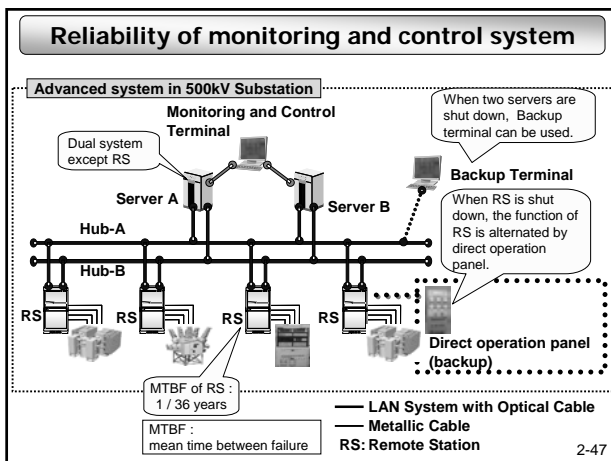 Reliability of monitoring and control system
Advanced system in 500kV Substation
Monitoring and Control
Terminal
When two servers are
shut down, Backup
terminal can be used.
Dual system
except RS
Backup Terminal
Server A
Server B
When RS is shut
down, the function of
RS is alternated by
direct operation
panel.
Hub-A
Hub-B
RS
RS
RS
RS
Direct operation panel
(backup)
MTBF of RS :
1 / 36 years
MTBF :
mean time between failure
LAN System with Optical Cable
Metallic Cable
RS: Remote Station
2-47